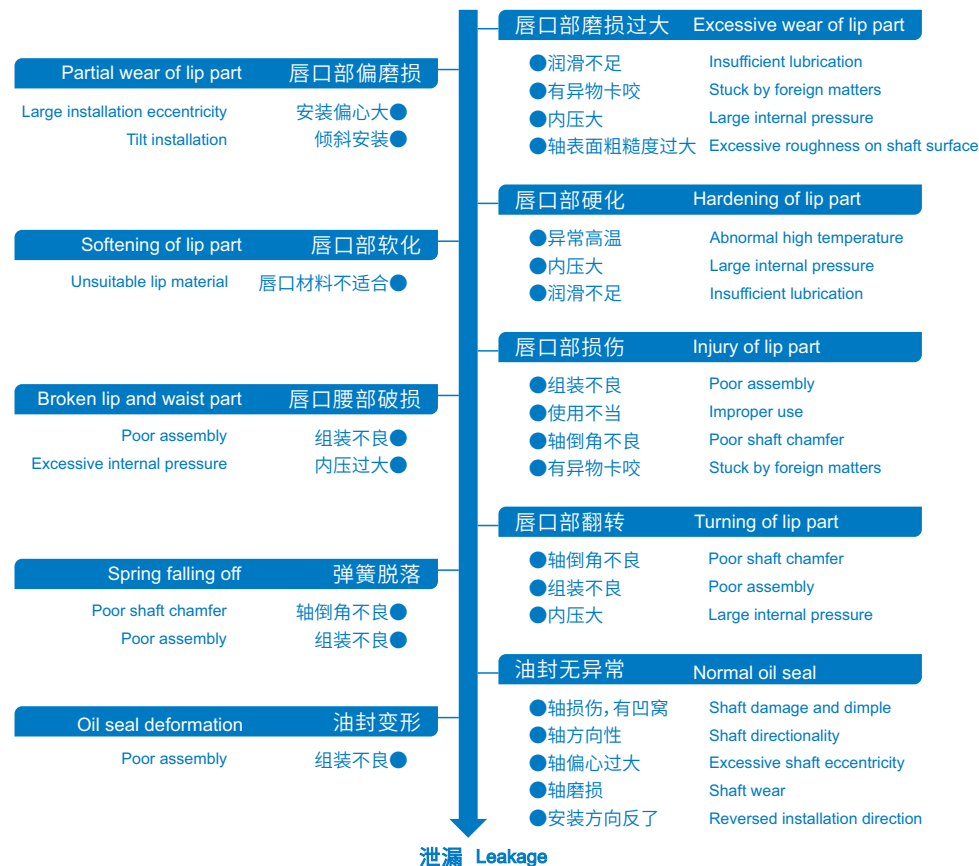 唇口部磨损过大 Excessive wear of lip part
●润滑不足 Insufficient lubrication
●有异物卡咬 Stuck by foreign matters
●内压大 Large internal pressure
●轴表面粗糙度过大 Excessive roughness on shaft surface
Partial wear of lip part 唇口部偏磨损
Large installation eccentricity 安装偏心大●
Tilt installation 倾斜安装●
唇口部硬化 Hardening of lip part
●异常高温 Abnormal high temperature
●内压大 Large internal pressure
●润滑不足 Insufficient lubrication
Softening of lip part 唇口部软化
Unsuitable lip material 唇口材料不适合●
唇口部损伤 Injury of lip part
●组装不良 Poor assembly
●使用不当 Improper use
●轴倒角不良 Poor shaft chamfer
●有异物卡咬 Stuck by foreign matters
Broken lip and waist part 唇口腰部破损
Poor assembly 组装不良●
Excessive internal pressure 内压过大●
唇口部翻转 Turning of lip part
●轴倒角不良 Poor shaft chamfer
●组装不良 Poor assembly
●内压大 Large internal pressure
Spring falling off 弹簧脱落
Poor shaft chamfer 轴倒角不良●
Poor assembly 组装不良●
油封无异常 Normal oil seal
●轴损伤，有凹窝 Shaft damage and dimple
●轴方向性 Shaft directionality
●轴偏心过大 Excessive shaft eccentricity
●轴磨损 Shaft wear
●安装方向反了 Reversed installation direction
Oil seal deformation 油封变形
Poor assembly 组装不良●
泄漏 Leakage